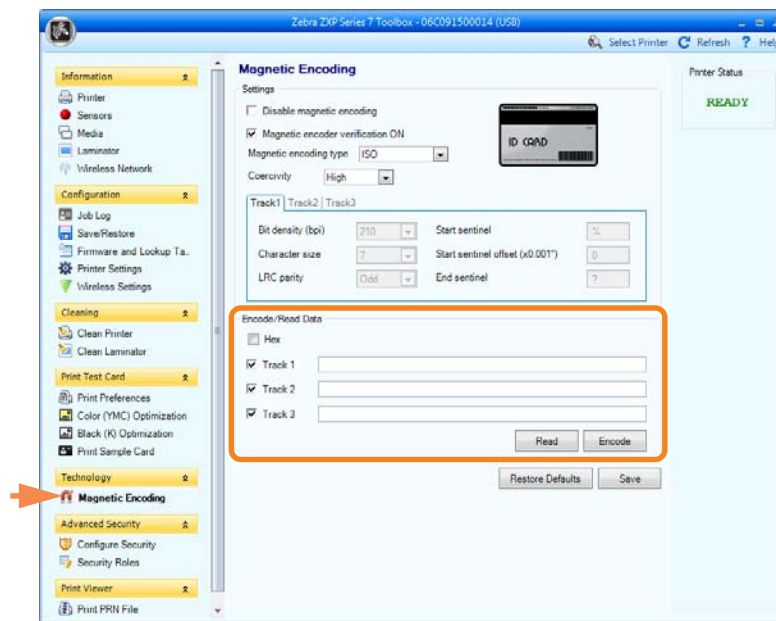 Zebra ZXP Series 7 Toolbox - 06C091500014 (USB)
Select Printer Refresh ? Help
Information
Printer
Sensors
Media
Laminator
Wireless Network
Configuration
Job Log
Save/Restore
Firmware and Lookup Ta..
Printer Settings
Wireless Settings
Cleaning
Clean Printer
Clean Laminator
Print Test Card
Print Preferences
Color (YMC) Optimization
Black (K) Optimization
Print Sample Card
Technology
Magnetic Encoding
Advanced Security
Configure Security
Security Roles
Print Viewer
Print PRN File
Magnetic Encoding
Settings
Disable magnetic encoding
Magnetic encoder verification ON
Magnetic encoding type ISO
Coercivity High
ID CARD
Track1 Track2 Track3
Bit density (bpi) 210 Start sentinel %
Character size 7 Start sentinel offset (x0.001") 0
LRC parity Odd End sentinel ?
Encode/Read Data
Hex
Track 1
Track 2
Track 3
Read Encode
Restore Defaults Save
Printer Status
READY